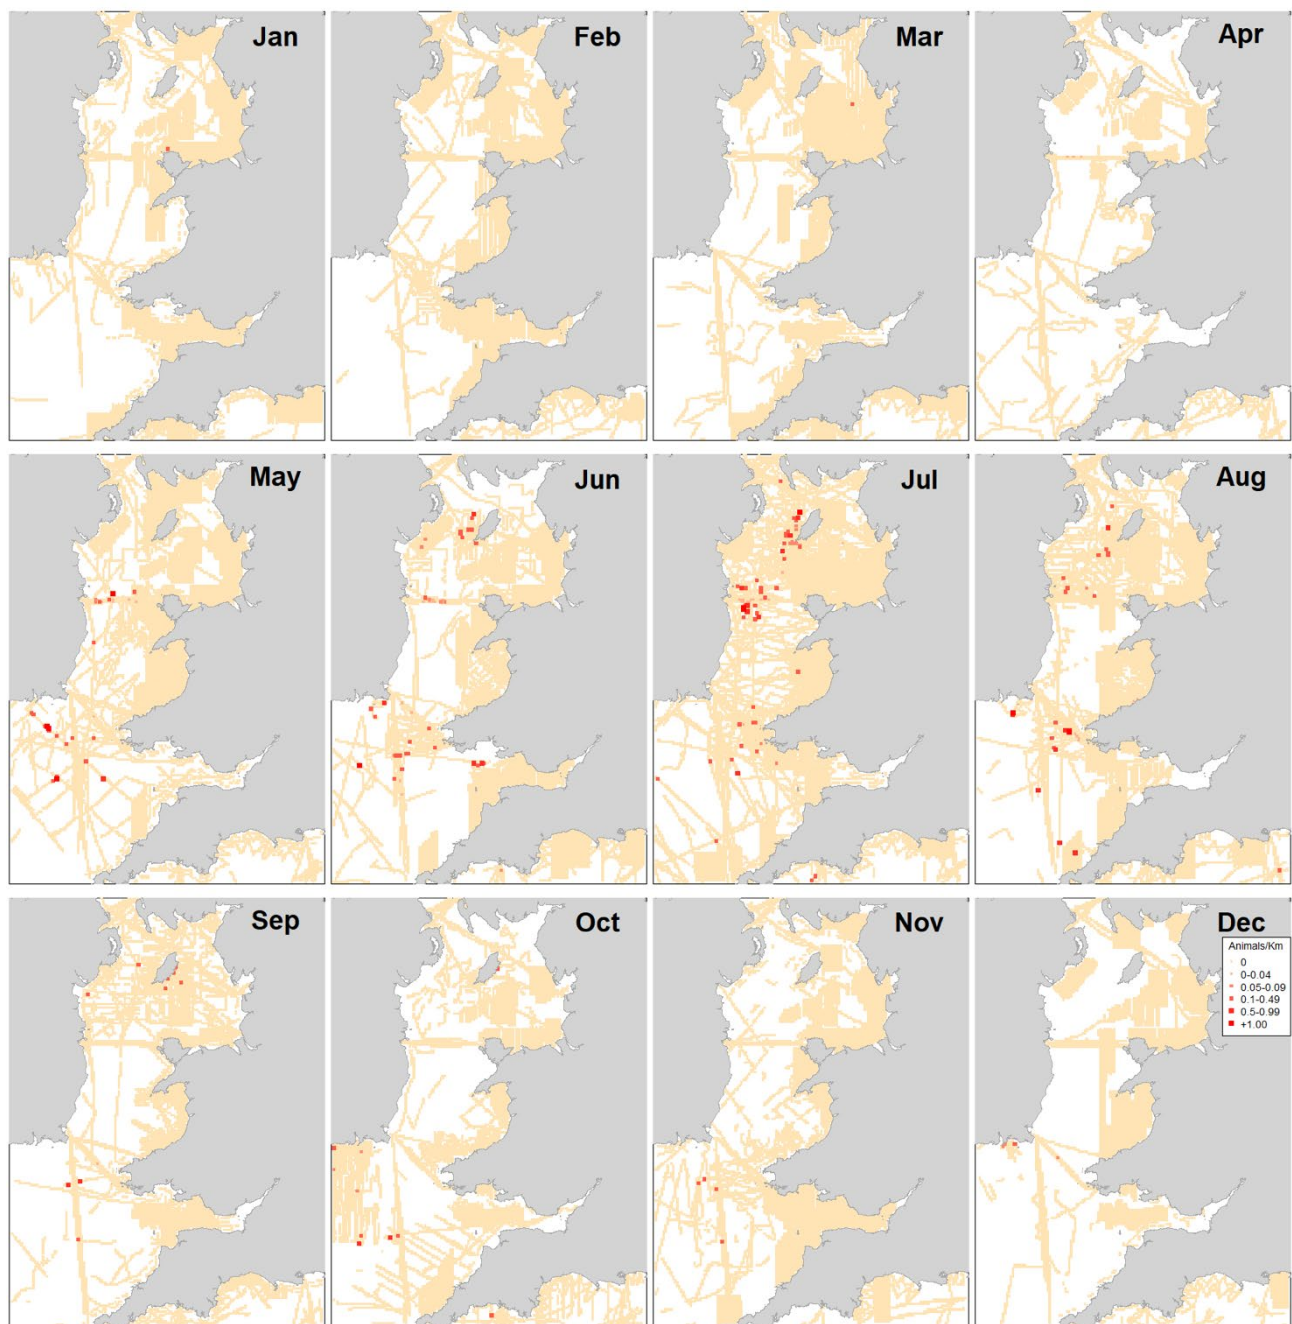 Jan
Feb
Mar
Apr
May
Jun
Jul
Aug
Sep
Oct
Nov
Dec
Animals/Km
0
0-0.04
0.05-0.09
0.1-0.49
0.5-0.99
+1.00